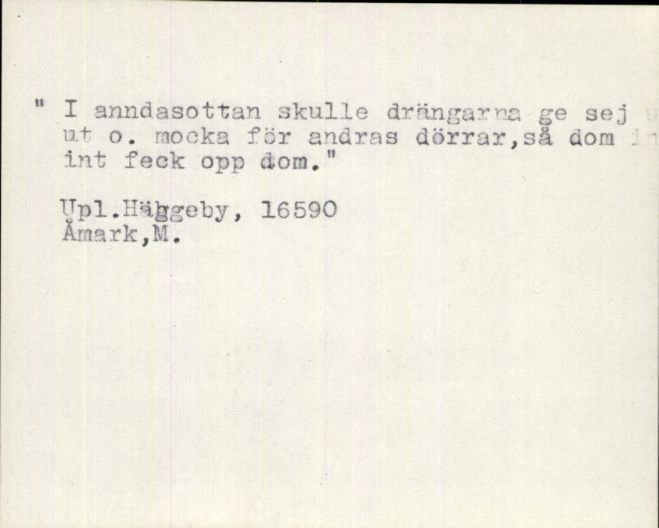 " I anndasottan skulle drängarna ge sej
ut o. mocka för andras dörrar,så dom
int feck opp dom."
Upl.Häggeby, 16590
Åmark,M.